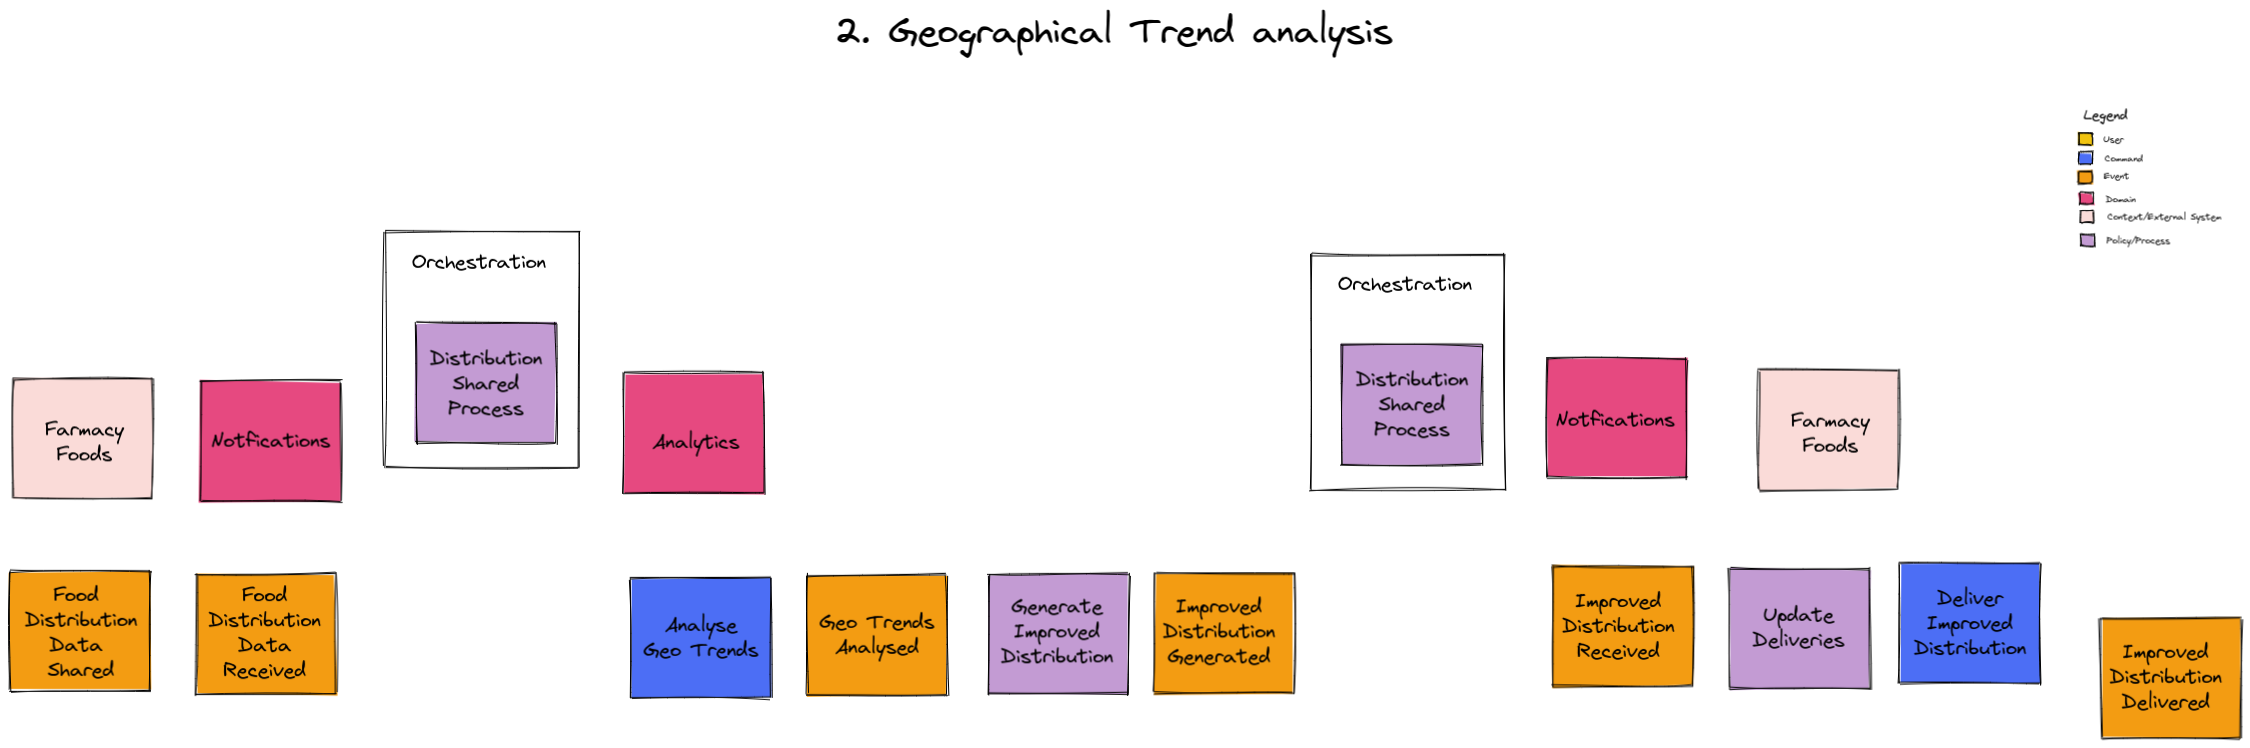 2. Geographical Trend analysis
Legend
User
Command
Event
Domain
Context/External System
Policy/Process
Orchestration
Distribution
Shared
Process
Orchestration
Distribution
Shared
Process
Farmacy
Foods
Notfications
Analytics
Notfications
Farmacy
Foods
Food
Distribution
Data
Shared
Food
Distribution
Data
Received
Analyse
Geo Trends
Geo Trends
Analysed
Generate
Improved
Distribution
Improved
Distribution
Generated
Improved
Distribution
Received
Update
Deliveries
Deliver
Improved
Distribution
Improved
Distribution
Delivered